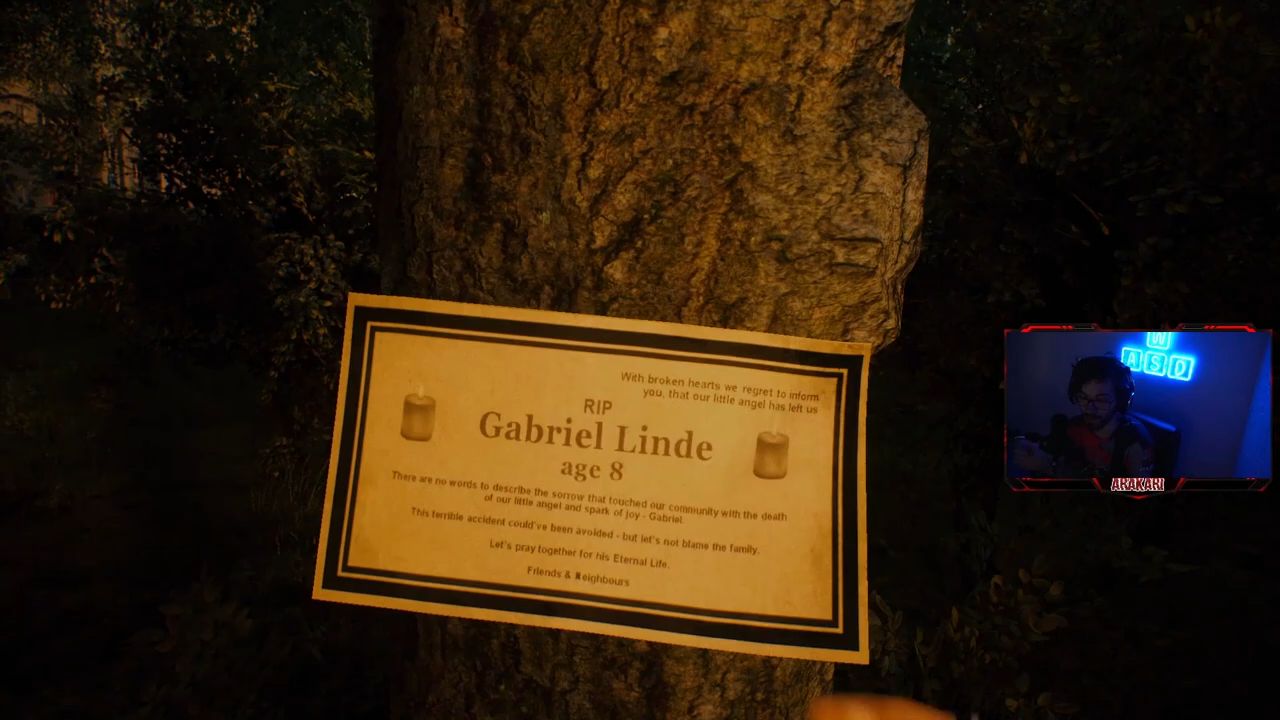 With broken hearts we regret to inform
you, that our little angel has left us
RIP
Gabriel Linde
age 8
There are no words to describe the sorrow that touched our community with the death
of our little angel and spark of joy - Gabriel.
This terrible accident could've been avoided - but let's not blame the family.
Let's pray together for his Eternal Life.
Friends & Neighbours
W
ASD
ARAKARI